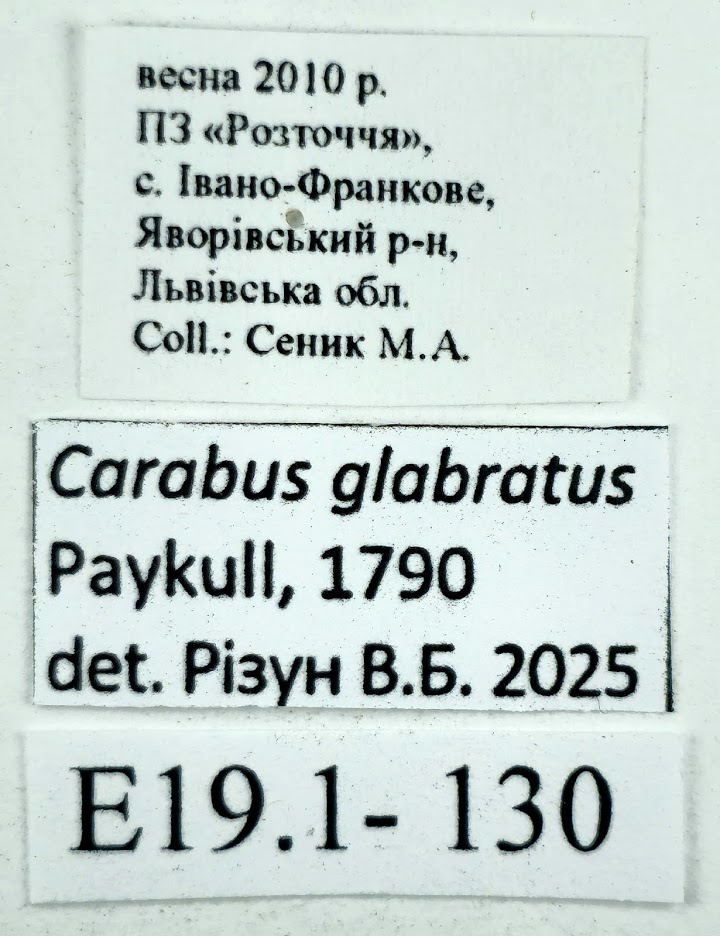 весна 2010 р.
ПЗ «Розточчя»,
с. Івано-Франкове,
Яворівський р-н,
Львівська обл.
Coll.: Сеник М.А.
Carabus glabratus
Paykull, 1790
det. Різун В.Б. 2025
E19.1- 130